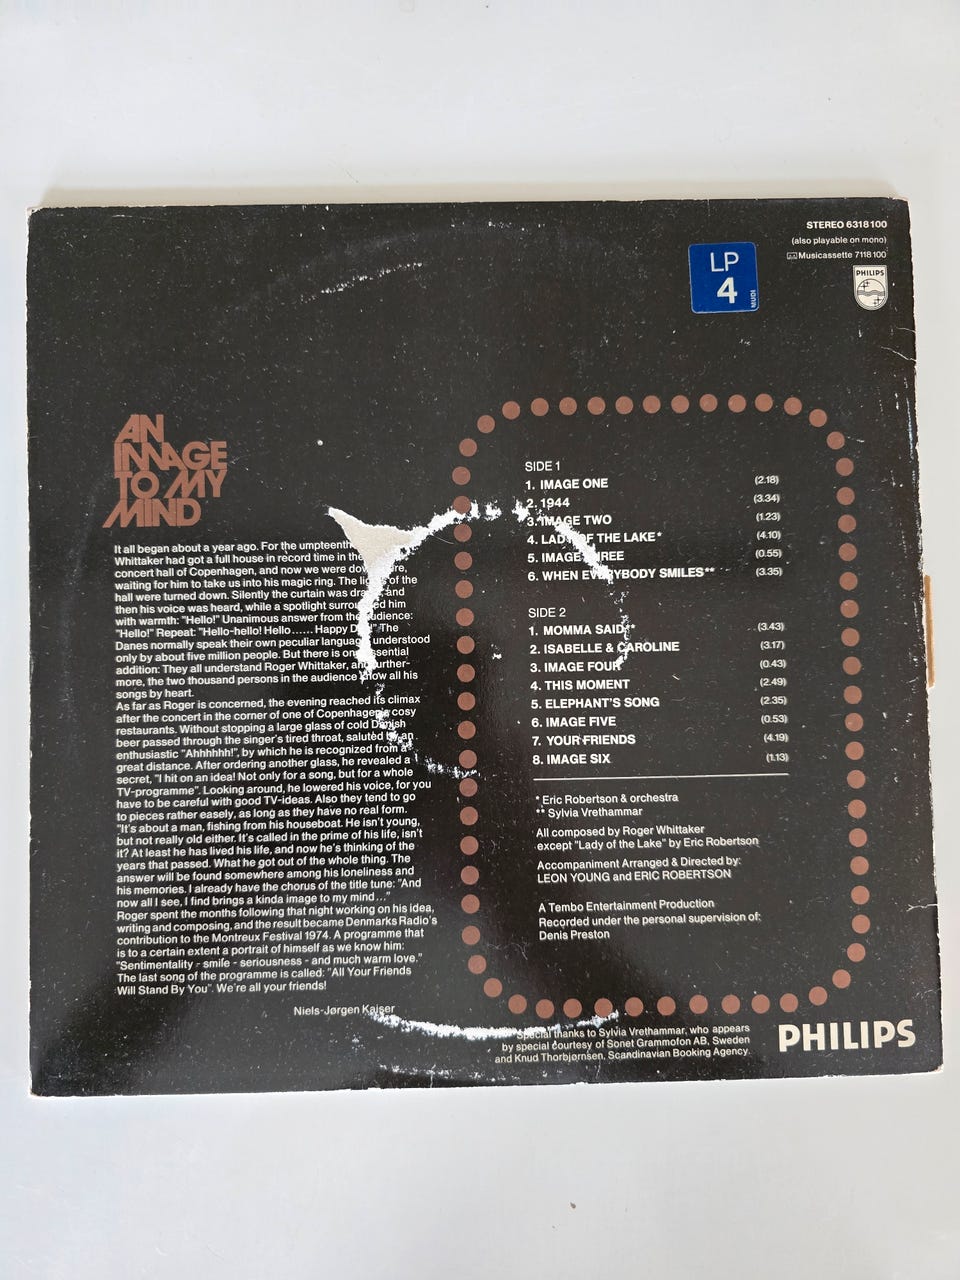 STEREO 6318100
(also playable on mono)
Musicassette 7118 100
PHILIPS
LP
4
MUDI
AN
IMAGE
TO MY
MIND
It all began about a year ago. For the umpteenth
Whittaker had got a full house in record time in the
concert hall of Copenhagen, and now we were
waiting for him to take us into his magic ring. The of the
hall were turned down. Silently the curtain was and
then his voice was heard, while a spotlight surrounded him
with warmth: "Hello!" Unanimous answer from the audience:
"Hello!" Repeat: "Hello-hello! Hello...... Happy The
Danes normally speak their own peculiar language, understood
only by about five million people. But there is one essential
addition: They all understand Roger Whittaker, and further-
more, the two thousand persons in the audience know all his
songs by heart.
As far as Roger is concerned, the evening reached its climax
after the concert in the corner of one of Copenhagen's cosy
restaurants. Without stopping a large glass of cold Danish
beer passed through the singer's tired throat, saluted by an
enthusiastic "Ahhhhhh!", by which he is recognized from a
great distance. After ordering another glass, he revealed a
secret, "I hit on an idea! Not only for a song, but for a whole
TV-programme". Looking around, he lowered his voice, for you
have to be careful with good TV-ideas. Also they tend to go
to pieces rather easely, as long as they have no real form.
"It's about a man, fishing from his houseboat. He isn't young,
but not really old either. It's called in the prime of his life, isn't
it? At least he has lived his life, and now he's thinking of the
years that passed. What he got out of the whole thing. The
answer will be found somewhere among his loneliness and
his memories. I already have the chorus of the title tune: "And
now all I see, I find brings a kinda image to my mind..."
Roger spent the months following that night working on his idea,
writing and composing, and the result became Denmarks Radio's
contribution to the Montreux Festival 1974. A programme that
is to a certain extent a portrait of himself as we know him:
"Sentimentality - smile - seriousness - and much warm love."
The last song of the programme is called: "All Your Friends
Will Stand By You". We're all your friends!
Niels-Jørgen Kaiser
SIDE 1
1. IMAGE ONE (2.18)
2. 1944 (3.34)
3. IMAGE TWO (1.23)
4. LADY OF THE LAKE* (4.10)
5. IMAGE THREE (0.55)
6. WHEN EVERYBODY SMILES** (3.35)
SIDE 2
1. MOMMA SAID** (3.43)
2. ISABELLE & CAROLINE (3.17)
3. IMAGE FOUR (0.43)
4. THIS MOMENT (2.49)
5. ELEPHANT'S SONG (2.35)
6. IMAGE FIVE (0.53)
7. YOUR FRIENDS (4.19)
8. IMAGE SIX (1.13)
* Eric Robertson & orchestra
** Sylvia Vrethammar
All composed by Roger Whittaker
except "Lady of the Lake" by Eric Robertson
Accompaniment Arranged & Directed by:
LEON YOUNG and ERIC ROBERTSON
A Tembo Entertainment Production
Recorded under the personal supervision of:
Denis Preston
Special thanks to Sylvia Vrethammar, who appears
by special courtesy of Sonet Grammofon AB, Sweden
and Knud Thorbjørnsen, Scandinavian Booking Agency.
PHILIPS